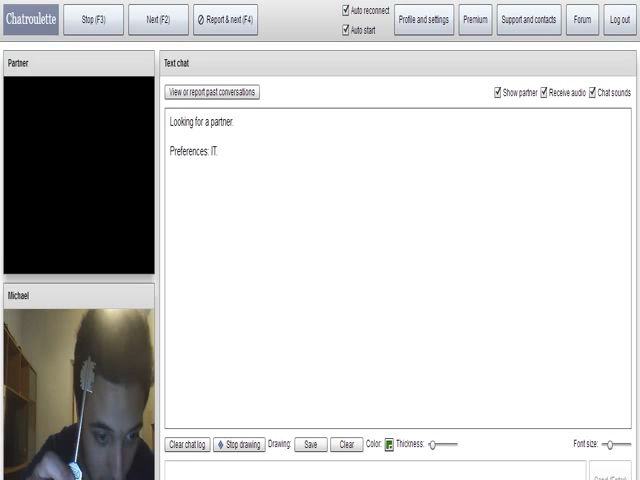 Chatroulette
Stop (F3)
Next (F2)
Report & next (F4)
Auto reconnect
Auto start
Profile and settings
Premium
Support and contacts
Forum
Log out
Partner
Text chat
View or report past conversations
Show partner
Receive audio
Chat sounds
Looking for a partner.
Preferences: IT.
Michael
Clear chat log
Stop drawing
Drawing:
Save
Clear
Color:
Thickness:
Font size: